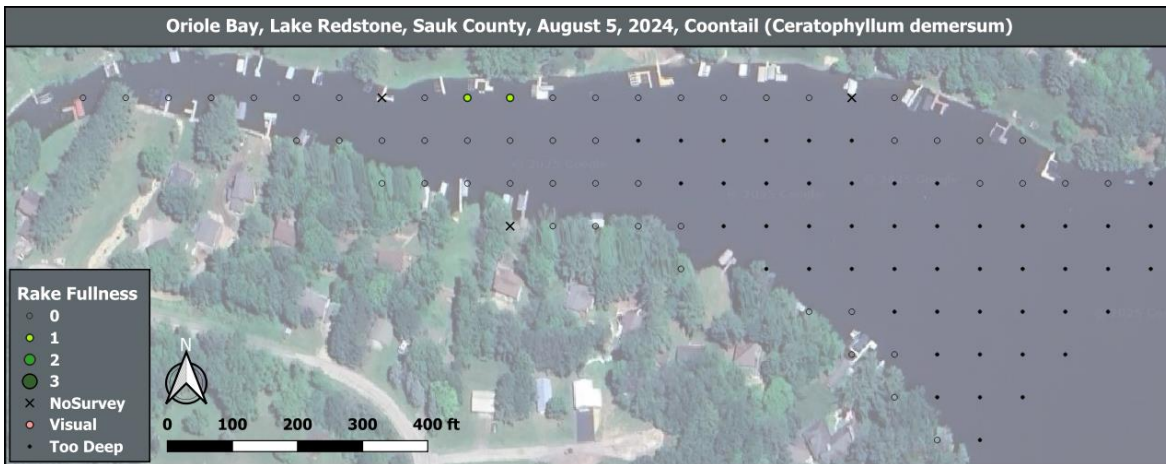 Oriole Bay, Lake Redstone, Sauk County, August 5, 2024, Coontail (Ceratophyllum demersum)
Rake Fullness
0
1
2
3
NoSurvey
Visual
Too Deep
N
0 100 200 300 400 ft